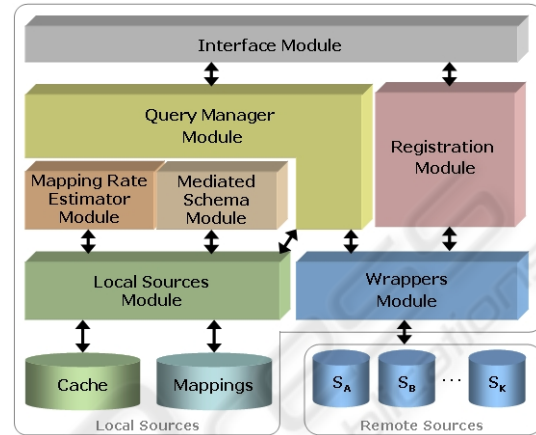 Interface Module
Query Manager
Module
Registration
Module
Mapping Rate
Estimator
Module
Mediated
Schema
Module
Local Sources
Module
Wrappers
Module
Cache
Mappings
SA
SB
...
SK
Local Sources
Remote Sources